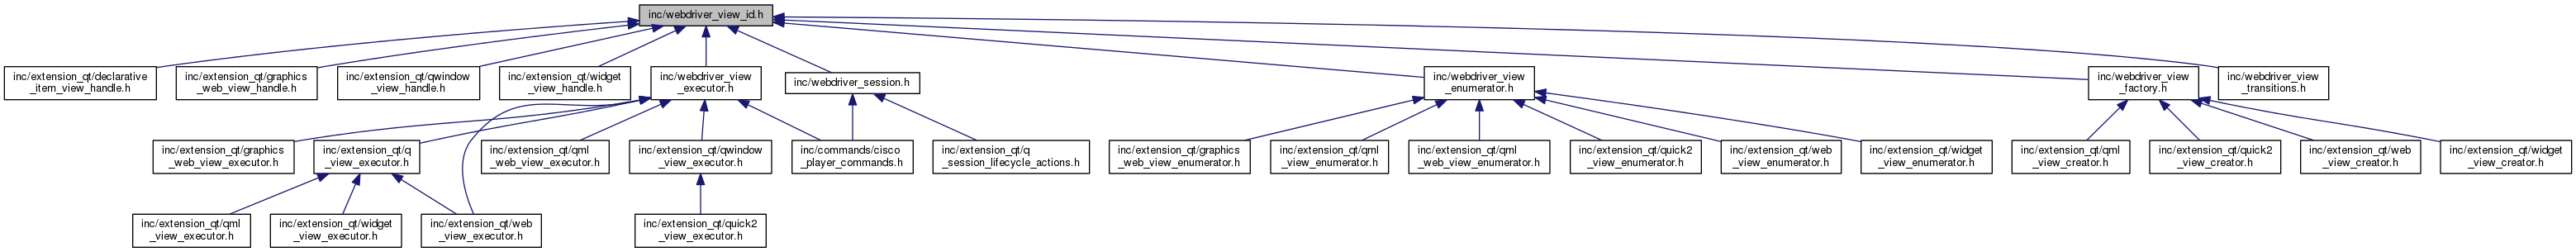 inc/webdriver_view_id.h
inc/extension_qt/declarative
_item_view_handle.h
inc/extension_qt/graphics
_web_view_handle.h
inc/extension_qt/qwindow
_view_handle.h
inc/extension_qt/widget
_view_handle.h
inc/webdriver_view
_executor.h
inc/webdriver_session.h
inc/webdriver_view
_enumerator.h
inc/webdriver_view
_factory.h
inc/webdriver_view
_transitions.h
inc/extension_qt/graphics
_web_view_executor.h
inc/extension_qt/q
_view_executor.h
inc/extension_qt/qml
_web_view_executor.h
inc/extension_qt/qwindow
_view_executor.h
inc/commands/cisco
_player_commands.h
inc/extension_qt/q
_session_lifecycle_actions.h
inc/extension_qt/graphics
_web_view_enumerator.h
inc/extension_qt/qml
_view_enumerator.h
inc/extension_qt/qml
_web_view_enumerator.h
inc/extension_qt/quick2
_view_enumerator.h
inc/extension_qt/web
_view_enumerator.h
inc/extension_qt/widget
_view_enumerator.h
inc/extension_qt/qml
_view_creator.h
inc/extension_qt/quick2
_view_creator.h
inc/extension_qt/web
_view_creator.h
inc/extension_qt/widget
_view_creator.h
inc/extension_qt/qml
_view_executor.h
inc/extension_qt/widget
_view_executor.h
inc/extension_qt/web
_view_executor.h
inc/extension_qt/quick2
_view_executor.h